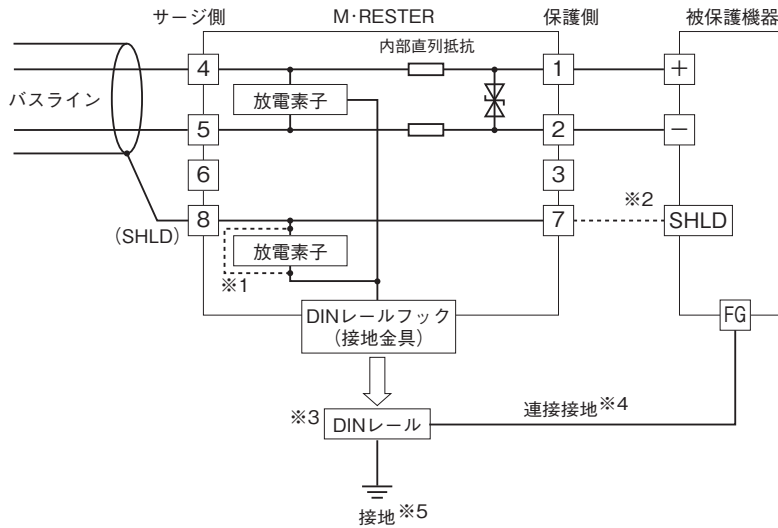 サージ側 M・RESTER 保護側 被保護機器
内部直列抵抗
4 1 +
バスライン 放電素子
5 2 −
6 3
※2
(SHLD) 8 7 SHLD
放電素子
※1
DINレールフック
(接地金具)
FG
連接接地※4
※3 DINレール
接地※5